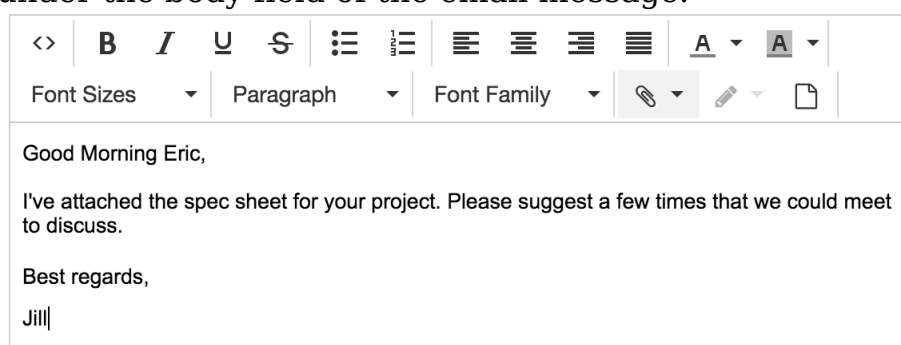 under the body field of the email message.
<> B I U S A A
Font Sizes Paragraph Font Family
Good Morning Eric,
I've attached the spec sheet for your project. Please suggest a few times that we could meet
to discuss.
Best regards,
Jill